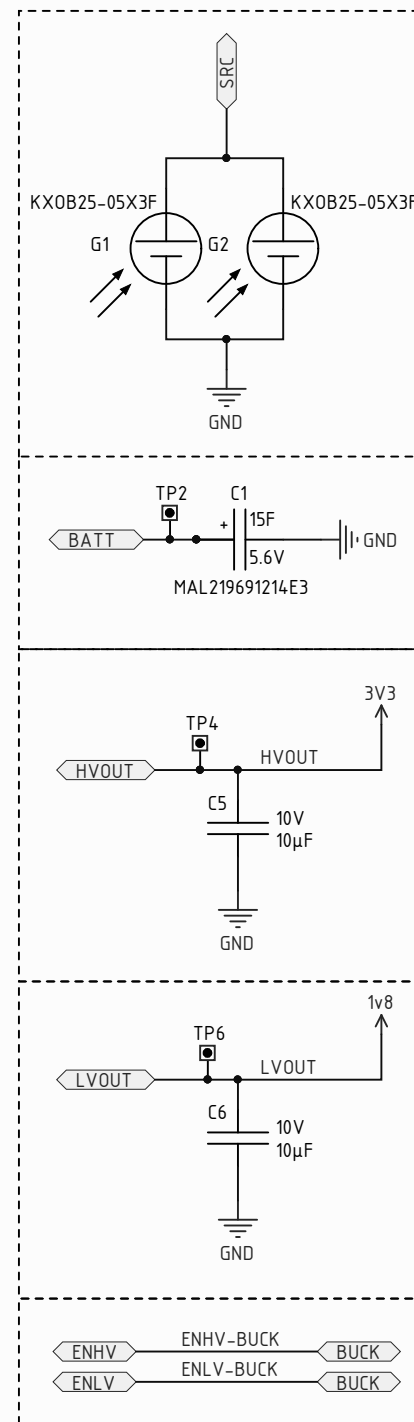 SRC
KXOB25-05X3F
KXOB25-05X3F
G1
G2
GND
TP2
C1
+
15F
BATT
GND
5.6V
MAL219691214E3
3V3
TP4
HVOUT
HVOUT
C5
10V
10µF
GND
1v8
TP6
LVOUT
LVOUT
C6
10V
10µF
GND
ENHV
ENHV-BUCK
BUCK
ENLV
ENLV-BUCK
BUCK